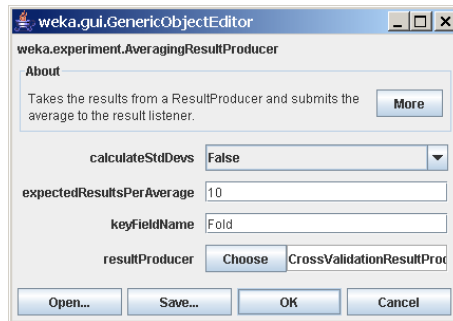 weka.gui.GenericObjectEditor
weka.experiment.AveragingResultProducer
About
Takes the results from a ResultProducer and submits the
average to the result listener.
More
calculateStdDevs False
expectedResultsPerAverage 10
keyFieldName Fold
resultProducer Choose CrossValidationResultProd
Open... Save... OK Cancel